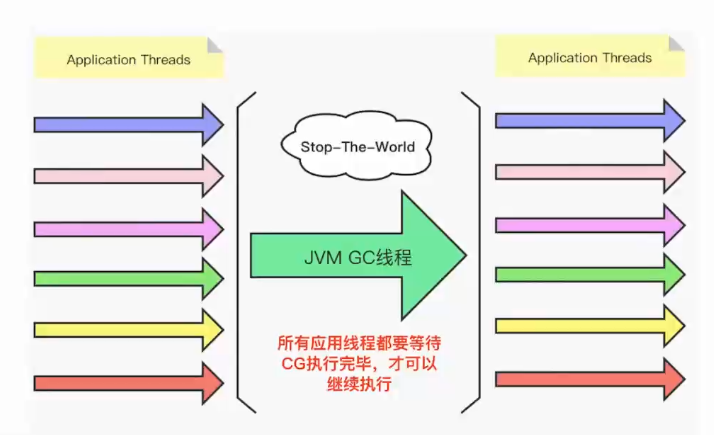 Application Threads
Application Threads
Stop-The-World
JVM GC线程
所有应用线程都要等待
CG执行完毕，才可以
继续执行